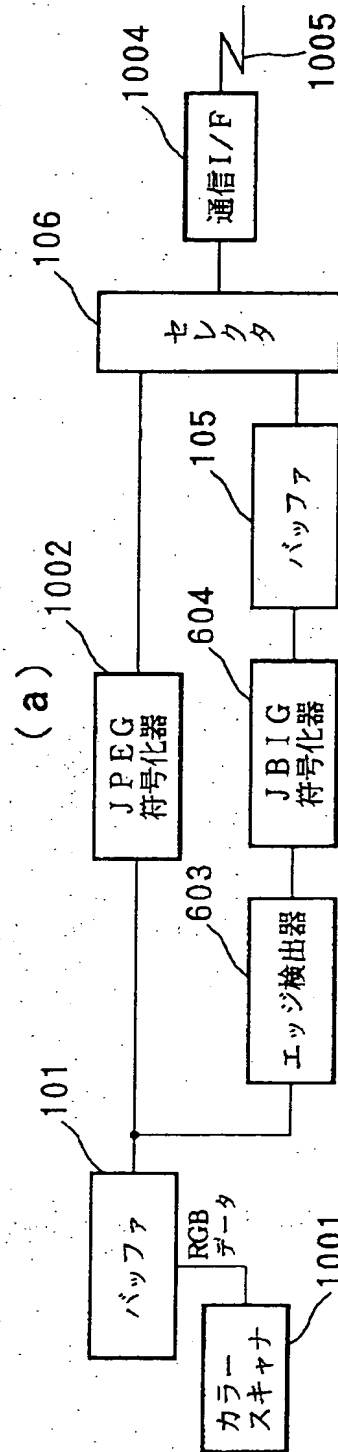 (a)
101
バッファ
RGB
データ
カラー
スキャナ
1001
1002
JPEG
符号化器
603
エッジ検出器
604
JBIG
符号化器
105
バッファ
106
セレクタ
1004
通信I/F
1005